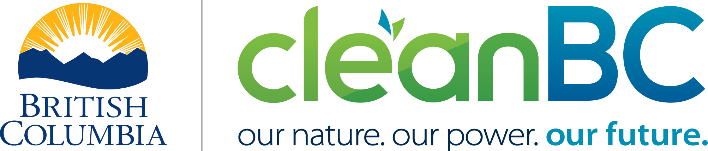 BRITISH
COLUMBIA
cleanBC
our nature. our power. our future.